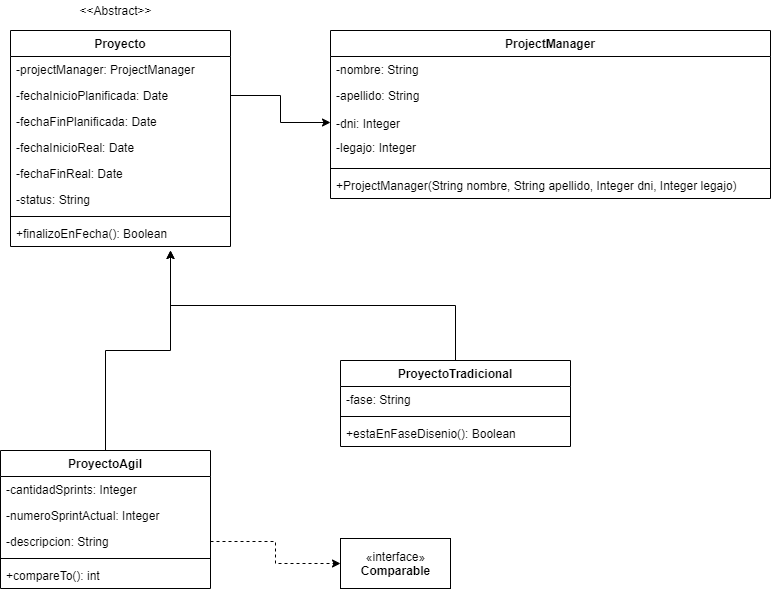 <<Abstract>>
Proyecto
-projectManager: ProjectManager
-fechaInicioPlanificada: Date
-fechaFinPlanificada: Date
-fechaInicioReal: Date
-fechaFinReal: Date
-status: String
+finalizoEnFecha(): Boolean
ProjectManager
-nombre: String
-apellido: String
-dni: Integer
-legajo: Integer
+ProjectManager(String nombre, String apellido, Integer dni, Integer legajo)
ProyectoTradicional
-fase: String
+estaEnFaseDisenio(): Boolean
ProyectoAgil
-cantidadSprints: Integer
-numeroSprintActual: Integer
-descripcion: String
+compareTo(): int
«interface»
Comparable